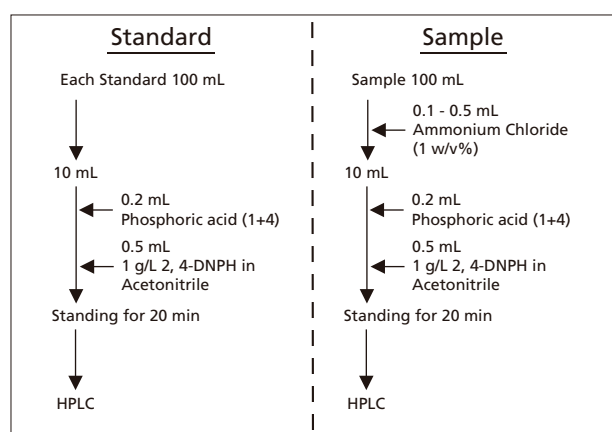 Standard
Each Standard 100 mL
10 mL
0.2 mL
Phosphoric acid (1+4)
0.5 mL
1 g/L 2, 4-DNPH in
Acetonitrile
Standing for 20 min
HPLC
Sample
Sample 100 mL
0.1 - 0.5 mL
Ammonium Chloride
(1 w/v%)
10 mL
0.2 mL
Phosphoric acid (1+4)
0.5 mL
1 g/L 2, 4-DNPH in
Acetonitrile
Standing for 20 min
HPLC